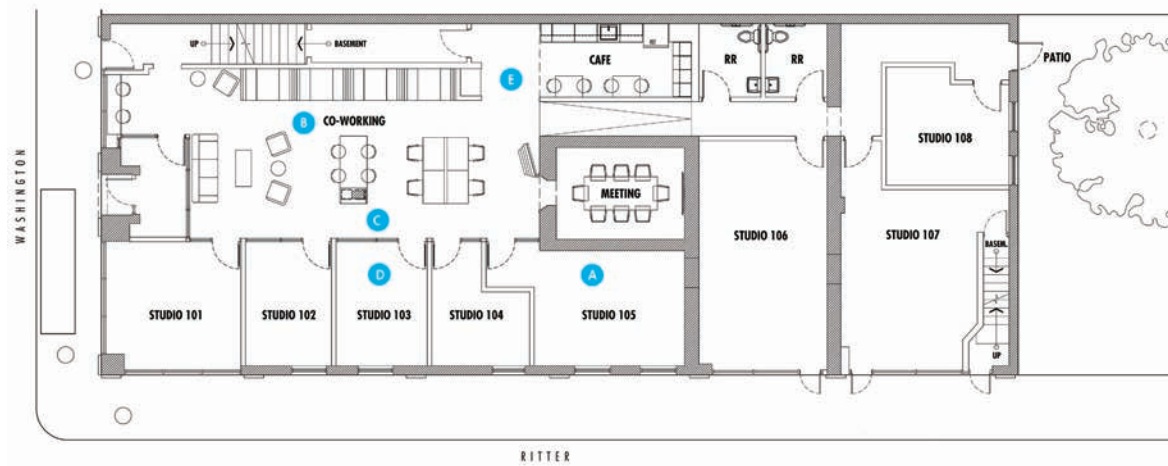 UP
BASEMENT
CAFE
RR
RR
PATIO
E
B
CO-WORKING
STUDIO 108
WASHINGTON
MEETING
C
STUDIO 106
STUDIO 107
BASEM.
D
A
STUDIO 101
STUDIO 102
STUDIO 103
STUDIO 104
STUDIO 105
UP
RITTER